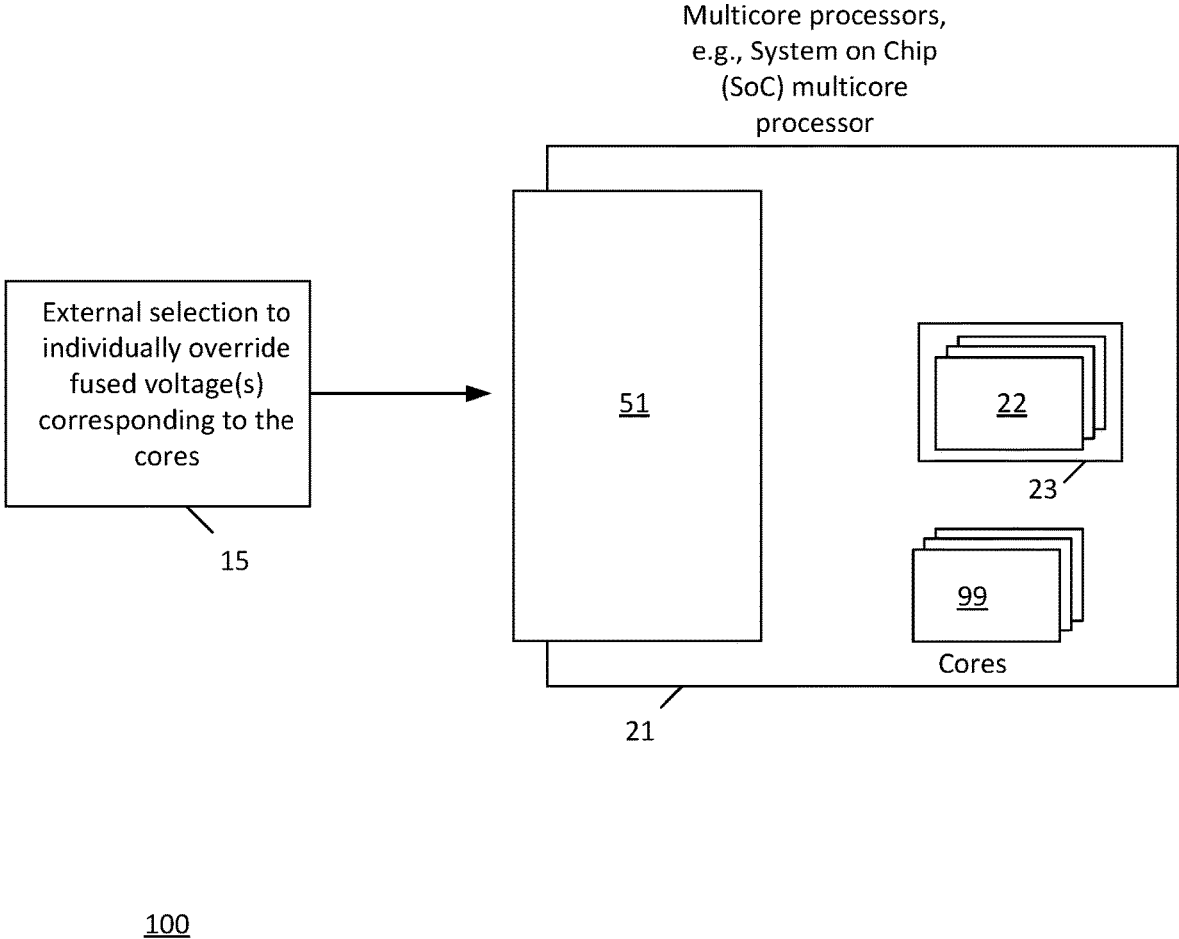 Multicore processors,
e.g., System on Chip
(SoC) multicore
processor
External selection to
individually override
fused voltage(s)
corresponding to the
cores
15
51
22
23
99
Cores
21
100